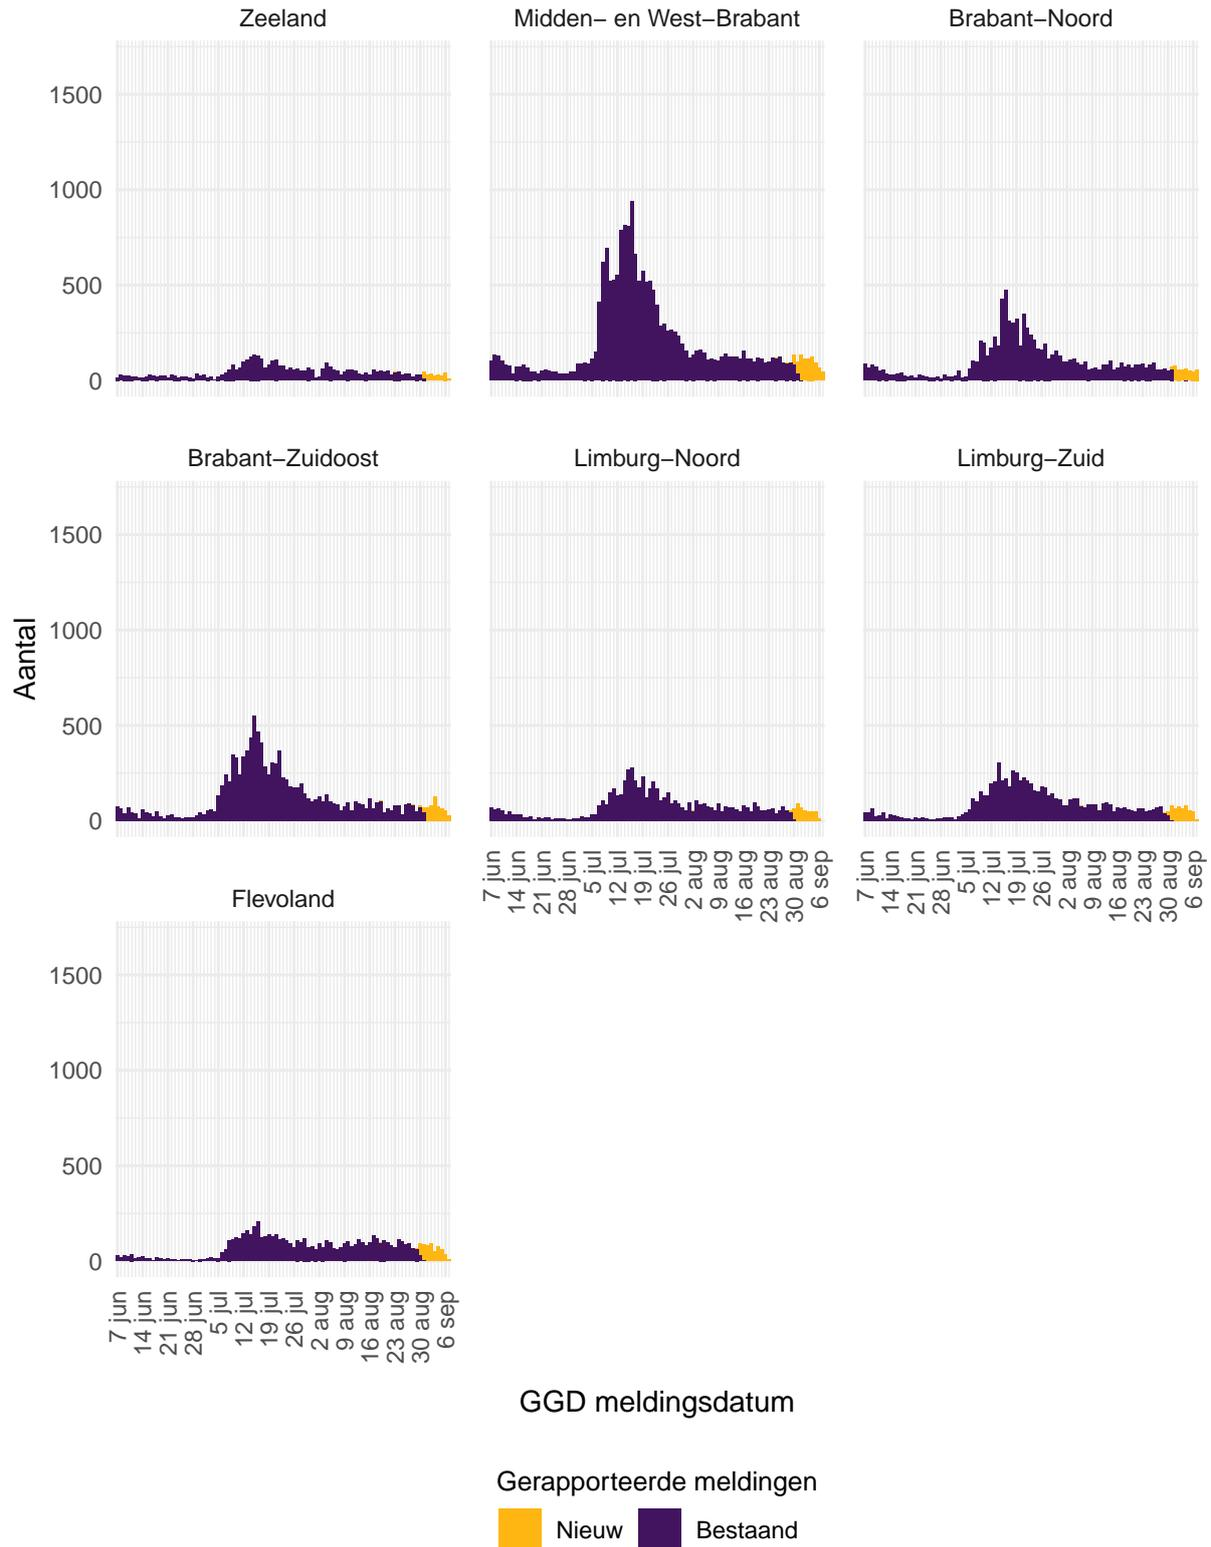 Zeeland
Midden– en West–Brabant
Brabant–Noord
1500
1000
500
0
Brabant–Zuidoost
Limburg–Noord
Limburg–Zuid
1500
1000
500
0
Aantal
7 jun
14 jun
21 jun
28 jun
5 jul
12 jul
19 jul
26 jul
2 aug
9 aug
16 aug
23 aug
30 aug
6 sep
7 jun
14 jun
21 jun
28 jun
5 jul
12 jul
19 jul
26 jul
2 aug
9 aug
16 aug
23 aug
30 aug
6 sep
Flevoland
1500
1000
500
0
7 jun
14 jun
21 jun
28 jun
5 jul
12 jul
19 jul
26 jul
2 aug
9 aug
16 aug
23 aug
30 aug
6 sep
GGD meldingsdatum
Gerapporteerde meldingen
Nieuw
Bestaand